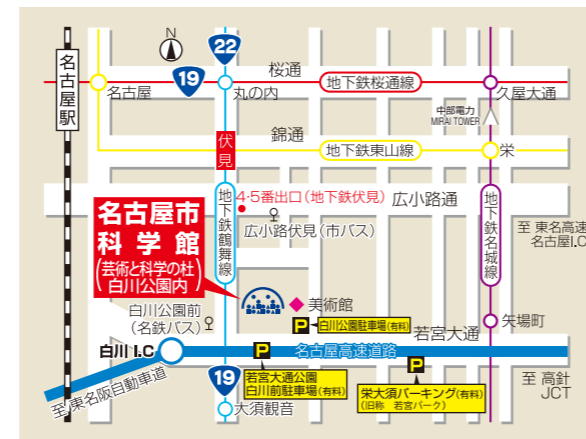 N
22
19
名古屋駅
名古屋
桜通
丸の内
地下鉄桜通線
久屋大通
中部電力
MIRAI TOWER
伏見
錦通
地下鉄東山線
栄
4・5番出口(地下鉄伏見)
広小路通
広小路伏見(市バス)
地下鉄鶴舞線
地下鉄名城線
至 東名高速
名古屋I.C
名古屋市
科学館
(芸術と科学の杜
白川公園内)
白川公園前
(名鉄バス)
美術館
P
白川公園駐車場(有料)
若宮大通
矢場町
白川 I.C
名古屋高速道路
P
P
若宮大通公園
白川前駐車場(有料)
栄大須パーキング(有料)
(旧称 若宮パーク)
至 東名阪自動車道
19
大須観音
至 高針
JCT